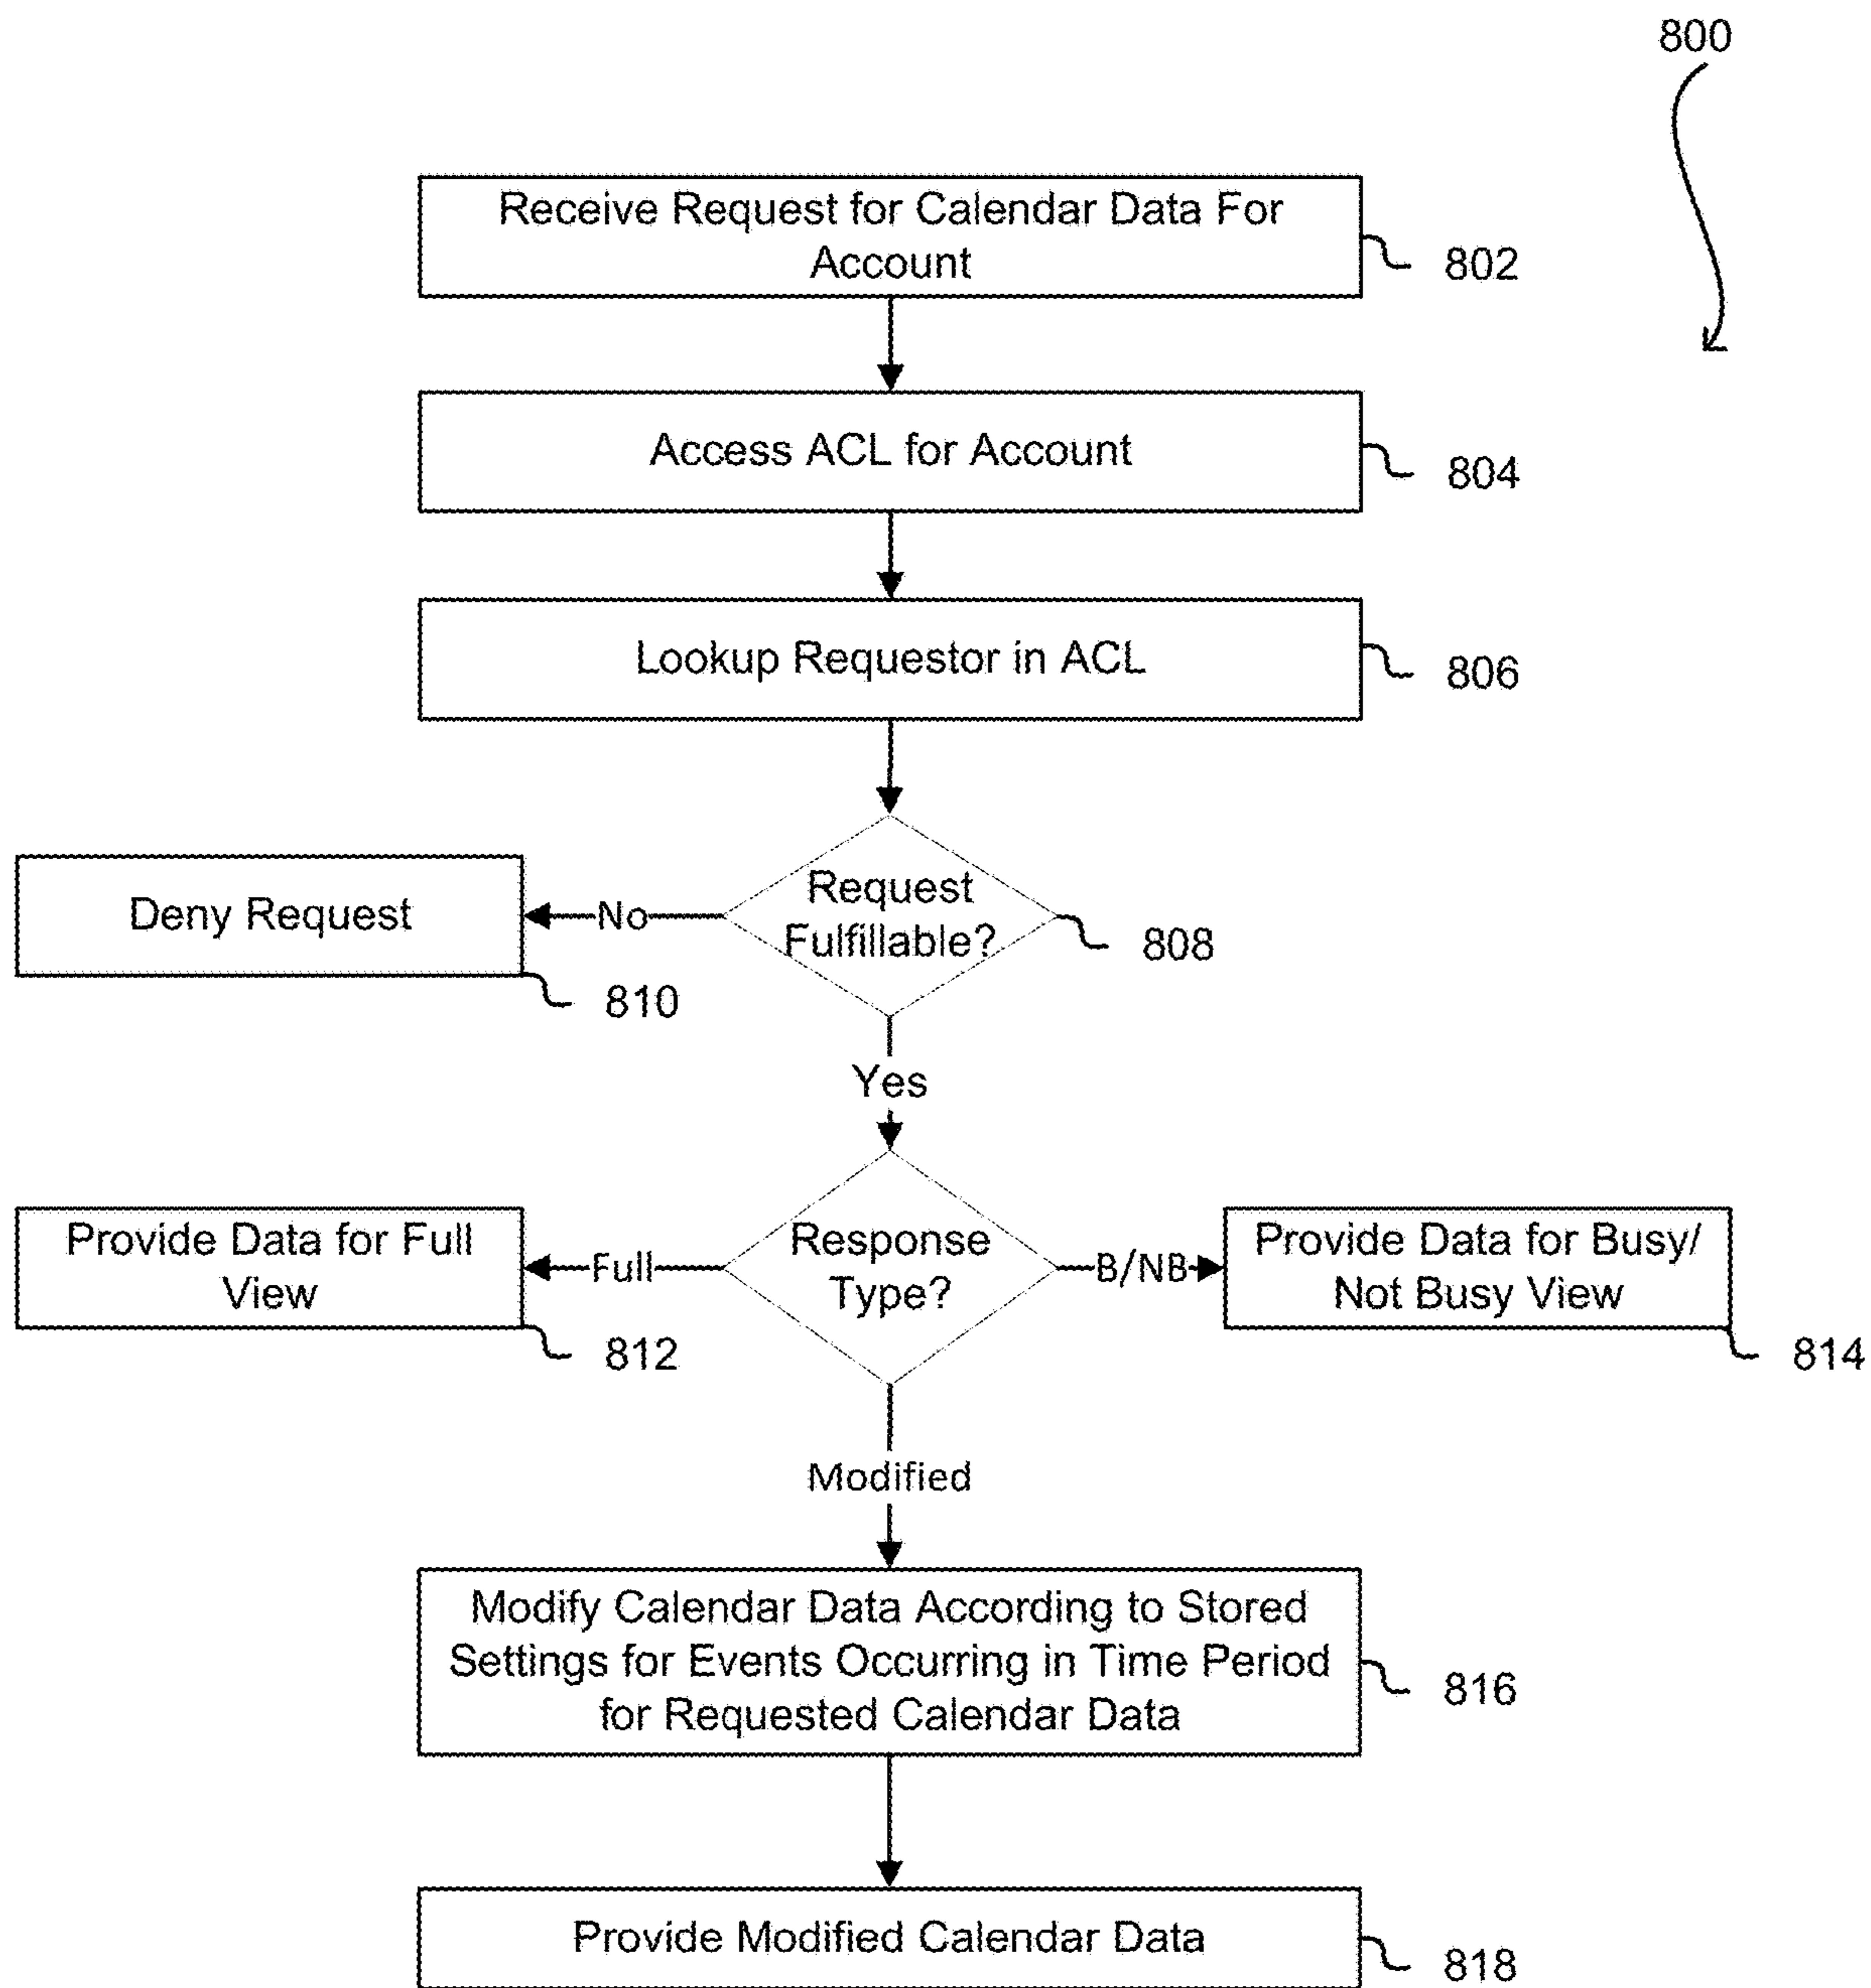 800
Receive Request for Calendar Data For
Account
802
Access ACL for Account
804
Lookup Requestor in ACL
806
Request
Fulfillable?
808
No
Deny Request
810
Yes
Response
Type?
Full
Provide Data for Full
View
812
B/NB
Provide Data for Busy/
Not Busy View
814
Modified
Modify Calendar Data According to Stored
Settings for Events Occurring in Time Period
for Requested Calendar Data
816
Provide Modified Calendar Data
818